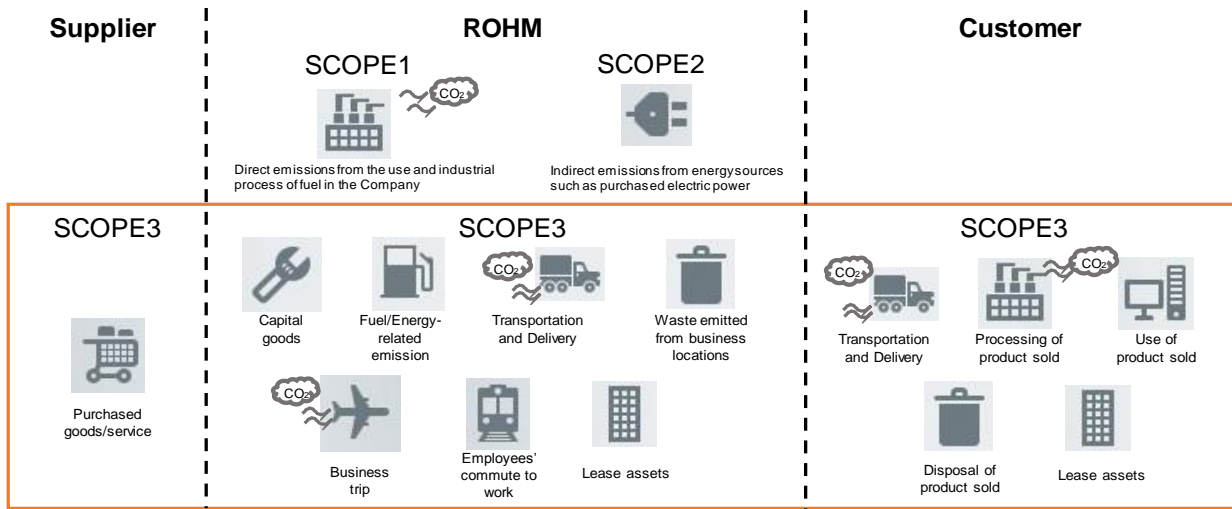 Supplier
ROHM
Customer
SCOPE1
SCOPE2
CO₂
Direct emissions from the use and industrial
process of fuel in the Company
Indirect emissions from energy sources
such as purchased electric power
SCOPE3
SCOPE3
SCOPE3
Purchased
goods/service
CO₂
Capital
goods
Fuel/Energy-
related
emission
Transportation
and Delivery
Waste emitted
from business
locations
CO₂
Business
trip
Employees’
commute to
work
Lease assets
CO₂
CO₂
Transportation
and Delivery
Processing of
product sold
Use of
product sold
Disposal of
product sold
Lease assets